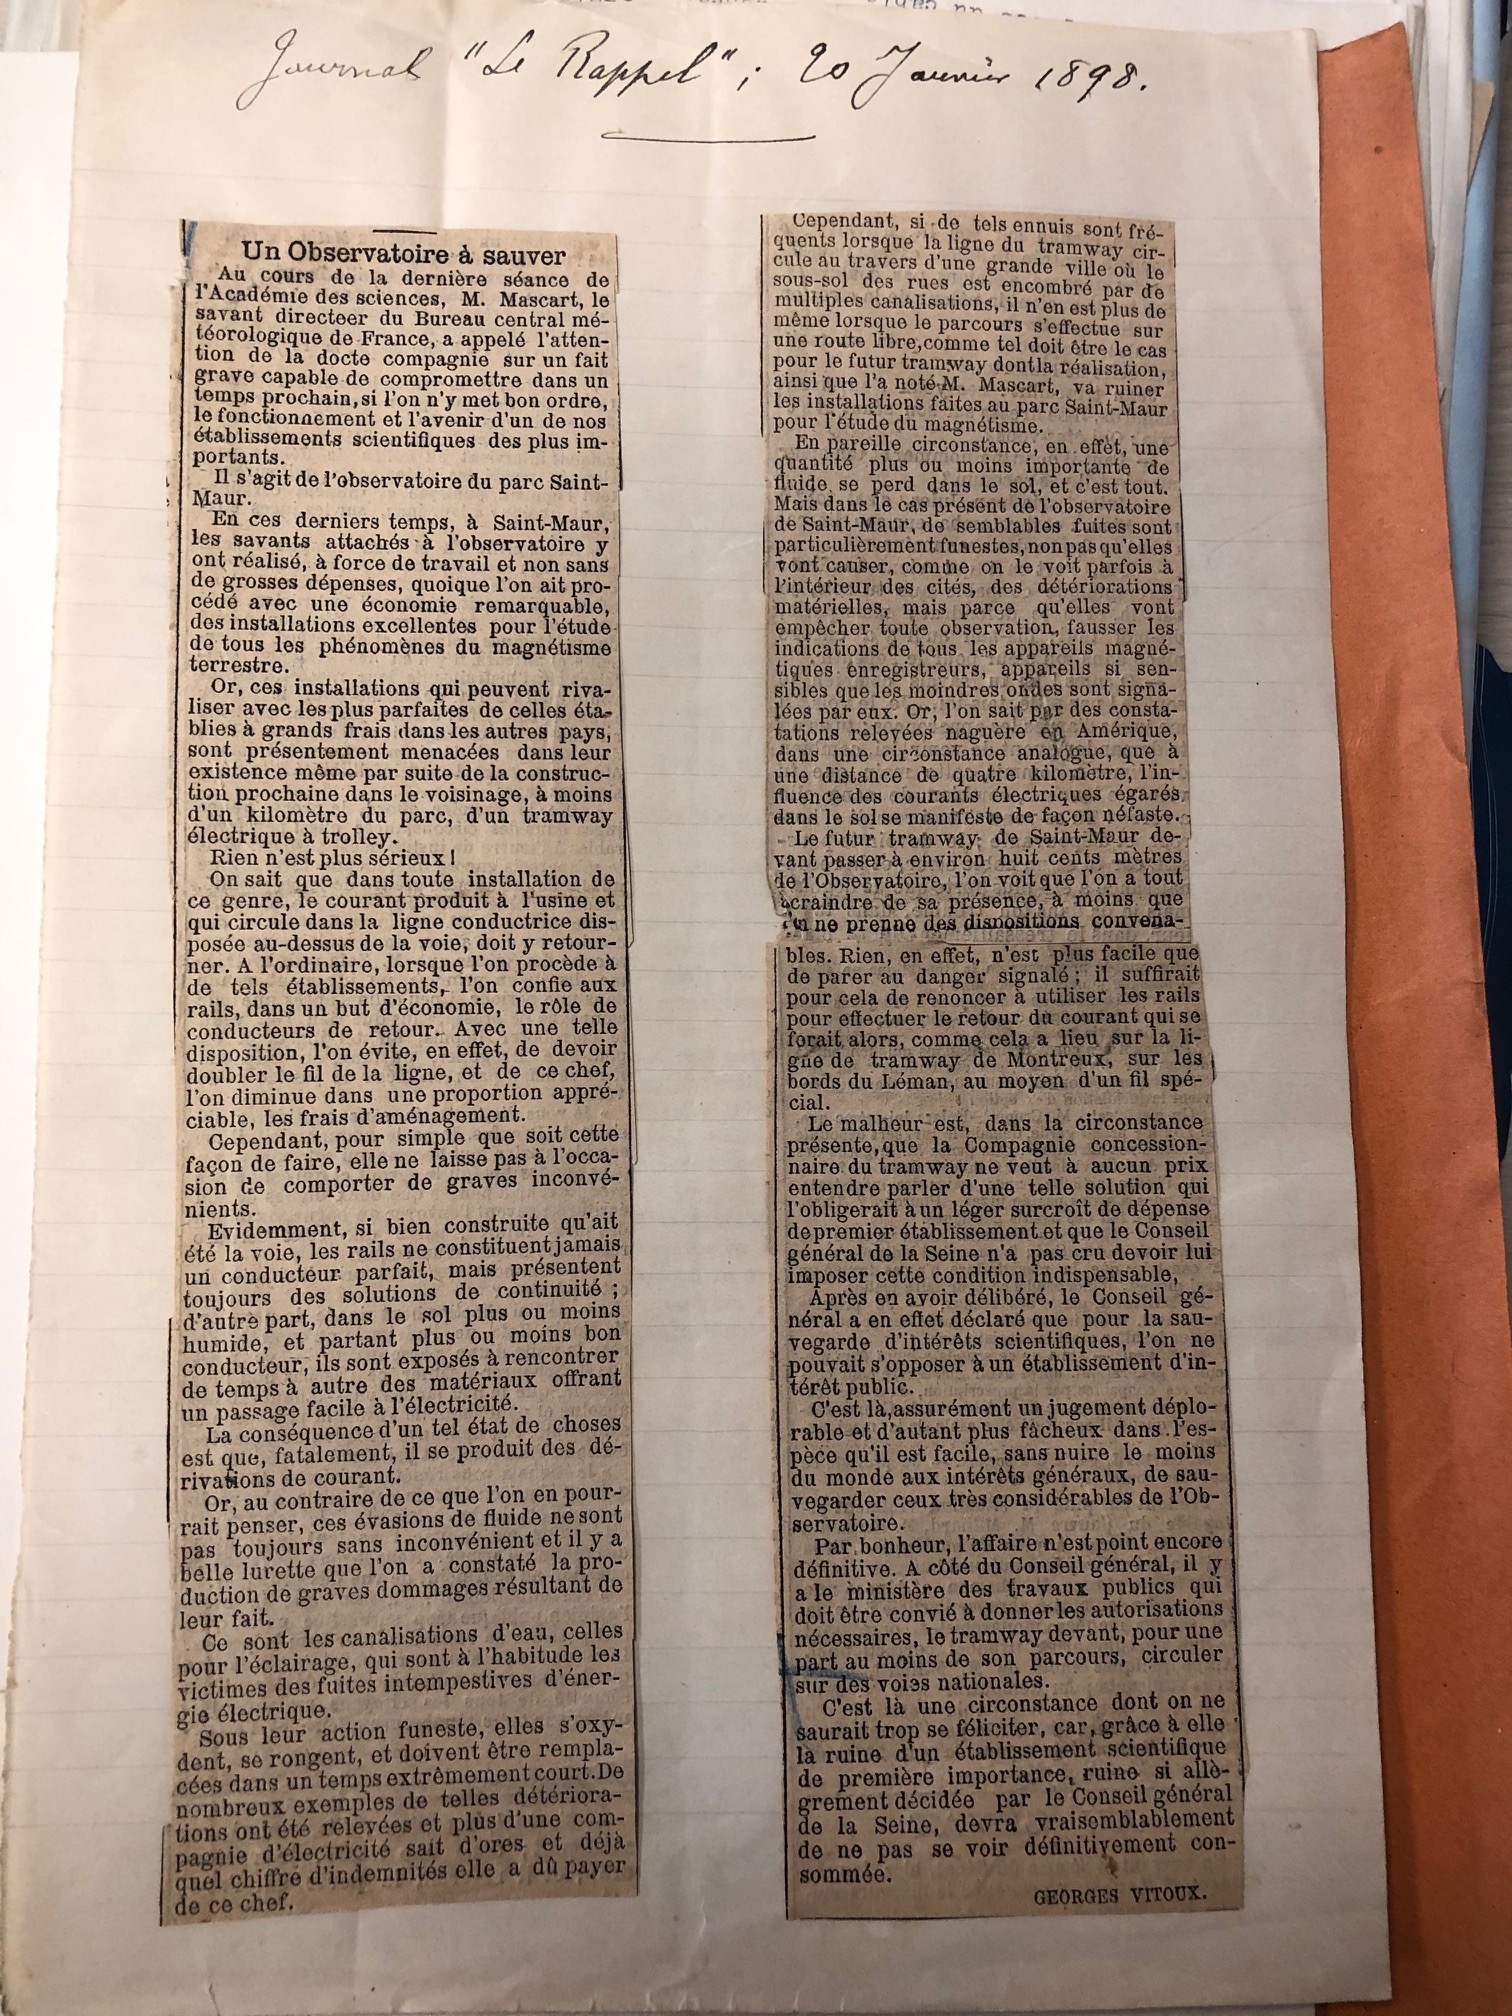 Journal "Le Rappel"; 20 Janvier 1898.
Un Observatoire à sauver
Au cours de la dernière séance de
l'Académie des sciences, M. Mascart, le
savant directeer du Bureau central mé-
téorologique de France, a appelé l'atten-
tion de la docte compagnie sur un fait
grave capable de compromettre dans un
temps prochain, si l'on n'y met bon ordre,
le fonctionnement et l'avenir d'un de nos
établissements scientifiques des plus im-
portants.
Il s'agit de l'observatoire du parc Saint-
Maur.
En ces derniers temps, à Saint-Maur,
les savants attachés à l'observatoire y
ont réalisé, à force de travail et non sans
de grosses dépenses, quoique l'on ait pro-
cédé avec une économie remarquable,
des installations excellentes pour l'étude
de tous les phénomènes du magnétisme
terrestre.
Or, ces installations qui peuvent riva-
liser avec les plus parfaites de celles éta-
blies à grands frais dans les autres pays,
sont présentement menacées dans leur
existence même par suite de la construc-
tion prochaine dans le voisinage, à moins
d'un kilomètre du parc, d'un tramway
électrique à trolley.
Rien n'est plus sérieux !
On sait que dans toute installation de
ce genre, le courant produit à l'usine et
qui circule dans la ligne conductrice dis-
posée au-dessus de la voie, doit y retour-
ner. A l'ordinaire, lorsque l'on procède à
de tels établissements, l'on confie aux
rails, dans un but d'économie, le rôle de
conducteurs de retour. Avec une telle
disposition, l'on évite, en effet, de devoir
doubler le fil de la ligne, et de ce chef,
l'on diminue dans une proportion appré-
ciable, les frais d'aménagement.
Cependant, pour simple que soit cette
façon de faire, elle ne laisse pas à l'occa-
sion de comporter de graves inconvé-
nients.
Evidemment, si bien construite qu'ait
été la voie, les rails ne constituent jamais
un conducteur parfait, mais présentent
toujours des solutions de continuité ;
d'autre part, dans le sol plus ou moins
humide, et partant plus ou moins bon
conducteur, ils sont exposés à rencontrer
de temps à autre des matériaux offrant
un passage facile à l'électricité.
La conséquence d'un tel état de choses
est que, fatalement, il se produit des dé-
rivations de courant.
Or, au contraire de ce que l'on en pour-
rait penser, ces évasions de fluide ne sont
pas toujours sans inconvénient et il y a
belle lurette que l'on a constaté la pro-
duction de graves dommages résultant de
leur fait.
Ce sont les canalisations d'eau, celles
pour l'éclairage, qui sont à l'habitude les
victimes des fuites intempestives d'éner-
gie électrique.
Sous leur action funeste, elles s'oxy-
dent, se rongent, et doivent être rempla-
cées dans un temps extrêmement court. De
nombreux exemples de telles détériora-
tions ont été relevées et plus d'une com-
pagnie d'électricité sait d'ores et déjà
quel chiffre d'indemnités elle a dû payer
de ce chef.
Cependant, si de tels ennuis sont fré-
quents lorsque la ligne du tramway cir-
cule au travers d'une grande ville où le
sous-sol des rues est encombré par de
multiples canalisations, il n'en est plus de
même lorsque le parcours s'effectue sur
une route libre, comme tel doit être le cas
pour le futur tramway dont la réalisation,
ainsi que l'a noté M. Mascart, va ruiner
les installations faites au parc Saint-Maur
pour l'étude du magnétisme.
En pareille circonstance, en effet, une
quantité plus ou moins importante de
fluide se perd dans le sol, et c'est tout.
Mais dans le cas présent de l'observatoire
de Saint-Maur, de semblables fuites sont
particulièrement funestes, non pas qu'elles
vont causer, comme on le voit parfois à
l'intérieur des cités, des détériorations
matérielles, mais parce qu'elles vont
empêcher toute observation, fausser les
indications de tous les appareils magné-
tiques enregistreurs, appareils si sen-
sibles que les moindres ondes sont signa-
lées par eux. Or, l'on sait par des consta-
tations relevées naguère en Amérique,
dans une circonstance analogue, que à
une distance de quatre kilomètre, l'in-
fluence des courants électriques égarés
dans le sol se manifeste de façon néfaste.
Le futur tramway de Saint-Maur de-
vant passer à environ huit cents mètres
de l'Observatoire, l'on voit que l'on a tout
à craindre de sa présence, à moins que
ne prenne des dispositions convena-
bles. Rien, en effet, n'est plus facile que
de parer au danger signalé ; il suffirait
pour cela de renoncer à utiliser les rails
pour effectuer le retour du courant qui se
ferait alors, comme cela a lieu sur la li-
gne de tramway de Montreux, sur les
bords du Léman, au moyen d'un fil spé-
cial.
Le malheur est, dans la circonstance
présente, que la Compagnie concession-
naire du tramway ne veut à aucun prix
entendre parler d'une telle solution qui
l'obligerait à un léger surcroît de dépense
de premier établissement et que le Conseil
général de la Seine n'a pas cru devoir lui
imposer cette condition indispensable,
Après en avoir délibéré, le Conseil gé-
néral a en effet déclaré que pour la sau-
vegarde d'intérêts scientifiques, l'on ne
pouvait s'opposer à un établissement d'in-
térêt public.
C'est là, assurément un jugement déplo-
rable et d'autant plus fâcheux dans l'es-
pèce qu'il est facile, sans nuire le moins
du monde aux intérêts généraux, de sau-
vegarder ceux très considérables de l'Ob-
servatoire.
Par bonheur, l'affaire n'est point encore
définitive. A côté du Conseil général, il y
a le ministère des travaux publics qui
doit être convié à donner les autorisations
nécessaires, le tramway devant, pour une
part au moins de son parcours, circuler
sur des voies nationales.
C'est là une circonstance dont on ne
saurait trop se féliciter, car, grâce à elle
la ruine d'un établissement scientifique
de première importance, ruine si allè-
grement décidée par le Conseil général
de la Seine, devra vraisemblablement
de ne pas se voir définitivement con-
sommée.
GEORGES VITOUX.